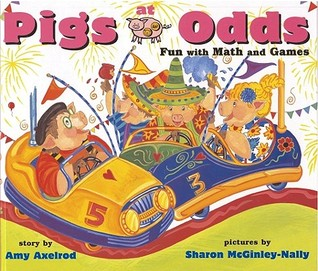 Pigs at Odds
Fun with Math and Games
5
3
story by
Amy Axelrod
pictures by
Sharon McGinley-Nally